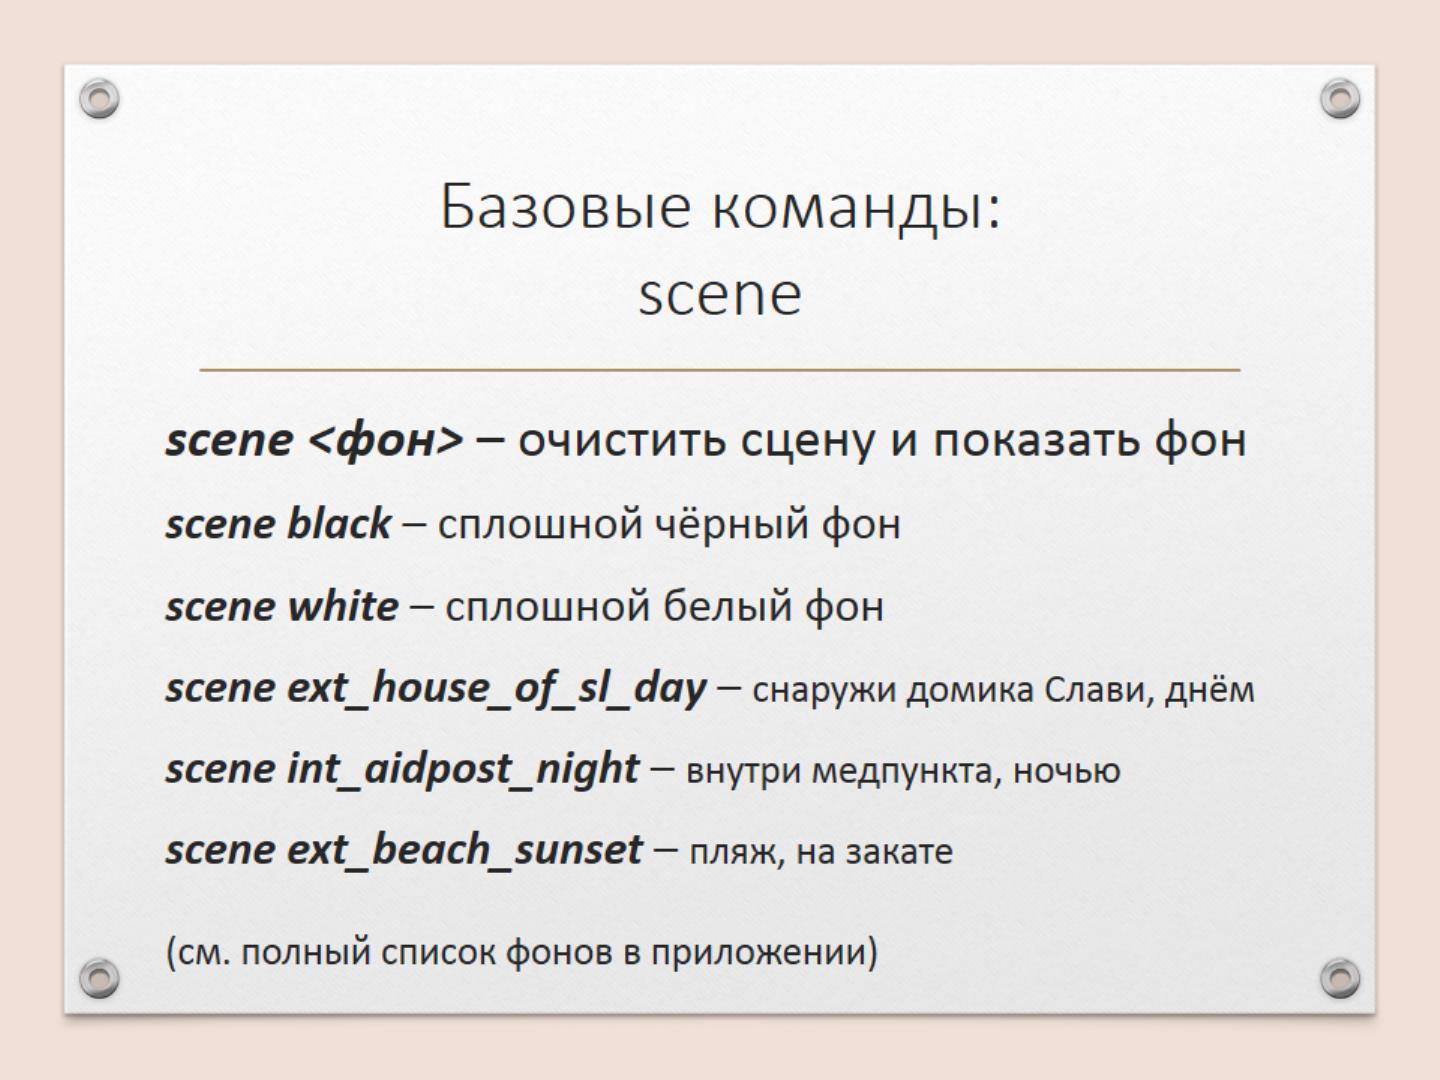 Базовые команды:
scene
scene <фон> – очистить сцену и показать фон
scene black – сплошной чёрный фон
scene white – сплошной белый фон
scene ext_house_of_sl_day – снаружи домика Слави, днём
scene int_aidpost_night – внутри медпункта, ночью
scene ext_beach_sunset – пляж, на закате
(см. полный список фонов в приложении)